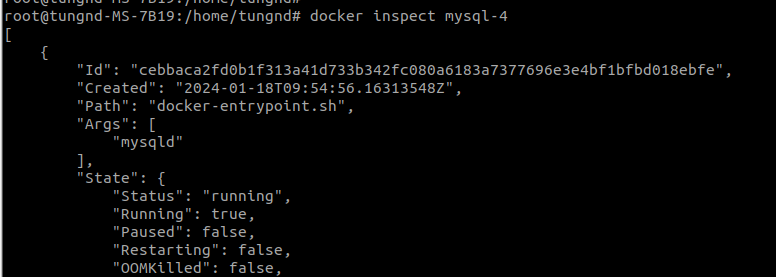 root@tungnd-MS-7B19:/home/tungnd#
root@tungnd-MS-7B19:/home/tungnd# docker inspect mysql-4
[
    {
        "Id": "cebbaca2fd0b1f313a41d733b342fc080a6183a7377696e3e4bf1bfbd018ebfe",
        "Created": "2024-01-18T09:54:56.16313548Z",
        "Path": "docker-entrypoint.sh",
        "Args": [
            "mysqld"
        ],
        "State": {
            "Status": "running",
            "Running": true,
            "Paused": false,
            "Restarting": false,
            "OOMKilled": false,